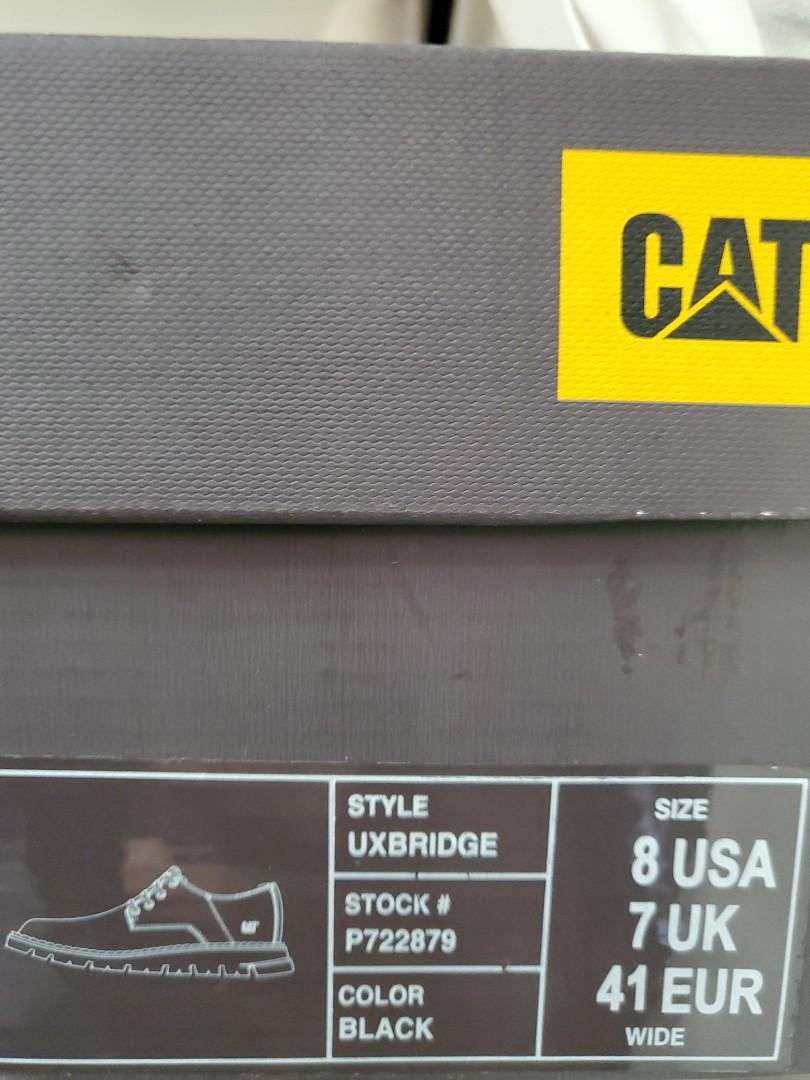 CAT
STYLE
UXBRIDGE
STOCK #
P722879
COLOR
BLACK
SIZE
8 USA
7 UK
41 EUR
WIDE